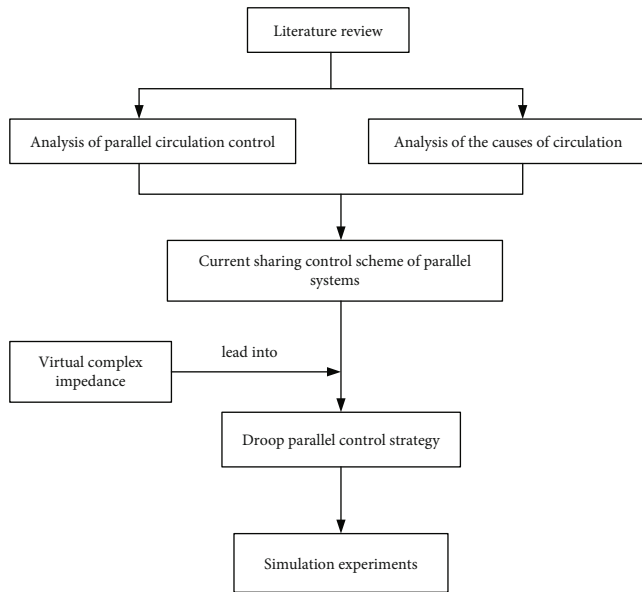 Literature review
Analysis of parallel circulation control
Analysis of the causes of circulation
Current sharing control scheme of parallel
systems
lead into
Virtual complex
impedance
Droop parallel control strategy
Simulation experiments